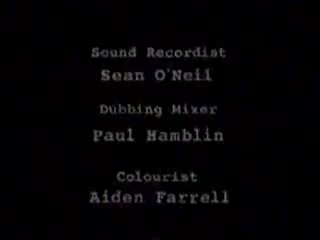 Sound Recordist
Sean O'Neil
Dubbing Mixer
Paul Hamblin
Colourist
Aiden Farrell